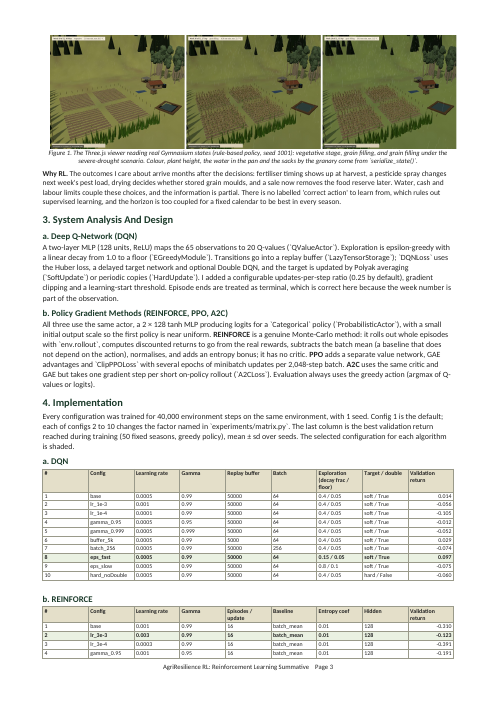 Figure 1. The Three.js viewer reading real Gymnasium states (rule-based policy, seed 1001): vegetative stage, grain filling, and grain filling under the
severe-drought scenario. Colour, plant height, the water in the pan and the sacks by the granary come from `serialize_state()`.
Why RL. The outcomes I care about arrive months after the decisions: fertiliser timing shows up at harvest, a pesticide spray changes
next week's pest load, drying decides whether stored grain moulds, and a sale now removes the food reserve later. Water, cash and
labour limits couple these choices, and the information is partial. There is no labelled 'correct action' to learn from, which rules out
supervised learning, and the horizon is too coupled for a fixed calendar to be best in every season.
3. System Analysis And Design
a. Deep Q-Network (DQN)
A two-layer MLP (128 units, ReLU) maps the 65 observations to 20 Q-values (`QValueActor`). Exploration is epsilon-greedy with
a linear decay from 1.0 to a floor (`EGreedyModule`). Transitions go into a replay buffer (`LazyTensorStorage`); `DQNLoss` uses
the Huber loss, a delayed target network and optional Double DQN, and the target is updated by Polyak averaging
(`SoftUpdate`) or periodic copies (`HardUpdate`). I added a configurable updates-per-step ratio (0.25 by default), gradient
clipping and a learning-start threshold. Episode ends are treated as terminal, which is correct here because the week number is
part of the observation.
b. Policy Gradient Methods (REINFORCE, PPO, A2C)
All three use the same actor, a 2 × 128 tanh MLP producing logits for a `Categorical` policy (`ProbabilisticActor`), with a small
initial output scale so the first policy is near uniform. REINFORCE is a genuine Monte-Carlo method: it rolls out whole episodes
with `env.rollout`, computes discounted returns to go from the real rewards, subtracts the batch mean (a baseline that does
not depend on the action), normalises, and adds an entropy bonus; it has no critic. PPO adds a separate value network, GAE
advantages and `ClipPPOLoss` with several epochs of minibatch updates per 2,048-step batch. A2C uses the same critic and
GAE but takes one gradient step per short on-policy rollout (`A2CLoss`). Evaluation always uses the greedy action (argmax of Q-
values or logits).
4. Implementation
Every configuration was trained for 40,000 environment steps on the same environment, with 1 seed. Config 1 is the default;
each of configs 2 to 10 changes the factor named in `experiments/matrix.py`. The last column is the best validation return
reached during training (50 fixed seasons, greedy policy), mean ± sd over seeds. The selected configuration for each algorithm
is shaded.
a. DQN
# Config Learning rate Gamma Replay buffer Batch Exploration (decay frac / floor) Target / double Validation return
1 base 0.0005 0.99 50000 64 0.4 / 0.05 soft / True 0.014
2 lr_1e-3 0.001 0.99 50000 64 0.4 / 0.05 soft / True -0.056
3 lr_1e-4 0.0001 0.99 50000 64 0.4 / 0.05 soft / True -0.105
4 gamma_0.95 0.0005 0.95 50000 64 0.4 / 0.05 soft / True -0.012
5 gamma_0.999 0.0005 0.999 50000 64 0.4 / 0.05 soft / True -0.052
6 buffer_5k 0.0005 0.99 5000 64 0.4 / 0.05 soft / True 0.029
7 batch_256 0.0005 0.99 50000 256 0.4 / 0.05 soft / True -0.074
8 eps_fast 0.0005 0.99 50000 64 0.15 / 0.05 soft / True 0.097
9 eps_slow 0.0005 0.99 50000 64 0.8 / 0.1 soft / True -0.075
10 hard_noDouble 0.0005 0.99 50000 64 0.4 / 0.05 hard / False -0.060
b. REINFORCE
# Config Learning rate Gamma Episodes / update Baseline Entropy coef Hidden Validation return
1 base 0.001 0.99 16 batch_mean 0.01 128 -0.310
2 lr_3e-3 0.003 0.99 16 batch_mean 0.01 128 -0.123
3 lr_3e-4 0.0003 0.99 16 batch_mean 0.01 128 -0.391
4 gamma_0.95 0.001 0.95 16 batch_mean 0.01 128 -0.191
AgriResilience RL: Reinforcement Learning Summative Page 3